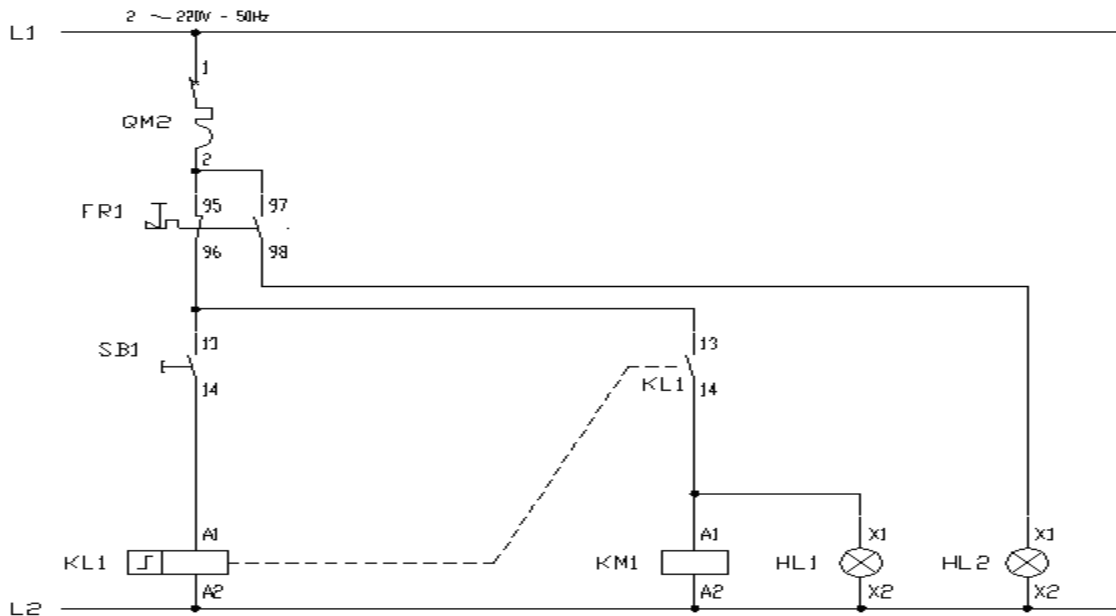 2 ~ 220V - 50Hz
L1
1
QM2
2
FR1
95
97
96
98
SB1
13
13
14
KL1
14
A1
A1
X1
X1
KL1
KM1
HL1
HL2
A2
A2
X2
X2
L2